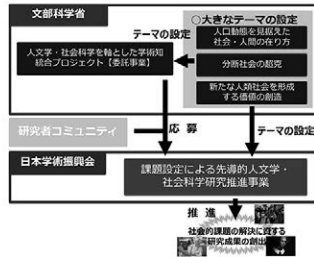 文部科学省
○大きなテーマの設定
テーマの設定
人口動態を見据えた
社会・人間の在り方
分断社会の超克
新たな人類社会を形成
する価値の創造
人文学・社会科学を軸とした学術知
統合プロジェクト【委託事業】
研究者コミュニティ
応募
テーマの設定
日本学術振興会
課題設定による先導的人文学・
社会科学研究推進事業
推進
社会的課題の解決に資する
研究成果の創出